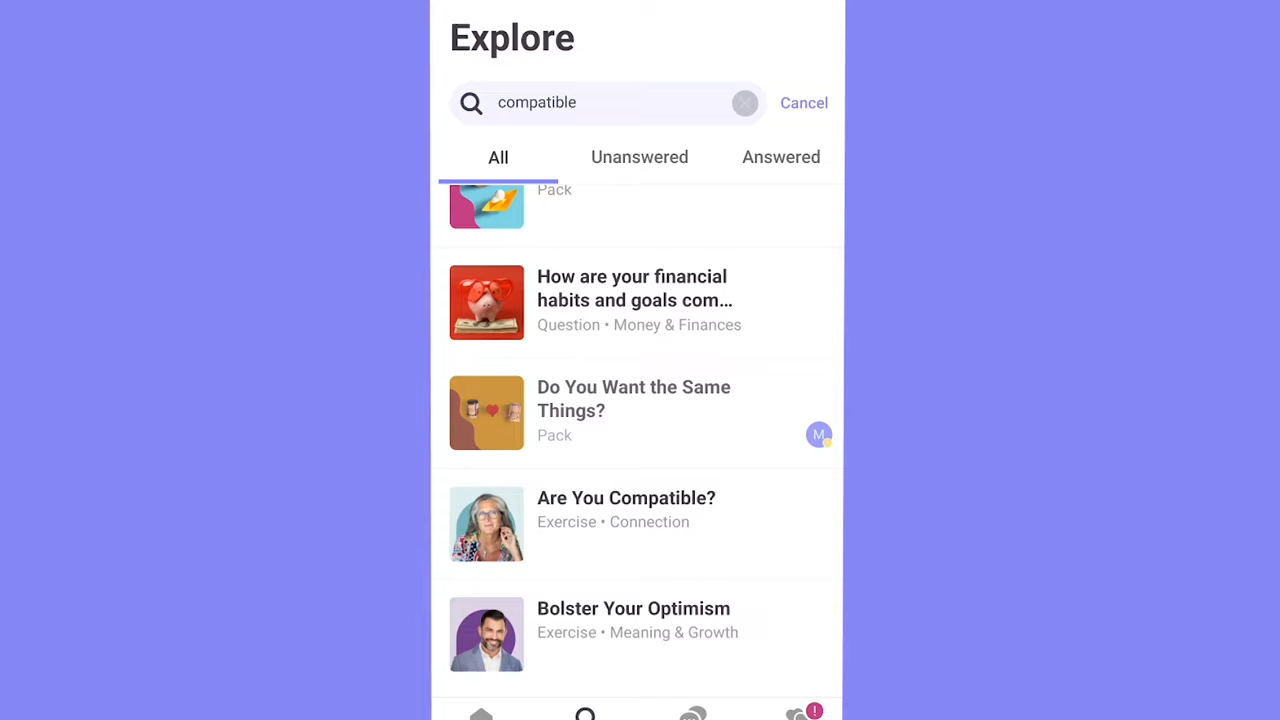 Explore
compatible
Cancel
All
Unanswered
Answered
Pack
How are your financial
habits and goals com...
Question • Money & Finances
Do You Want the Same
Things?
Pack
M
Are You Compatible?
Exercise • Connection
Bolster Your Optimism
Exercise • Meaning & Growth
!